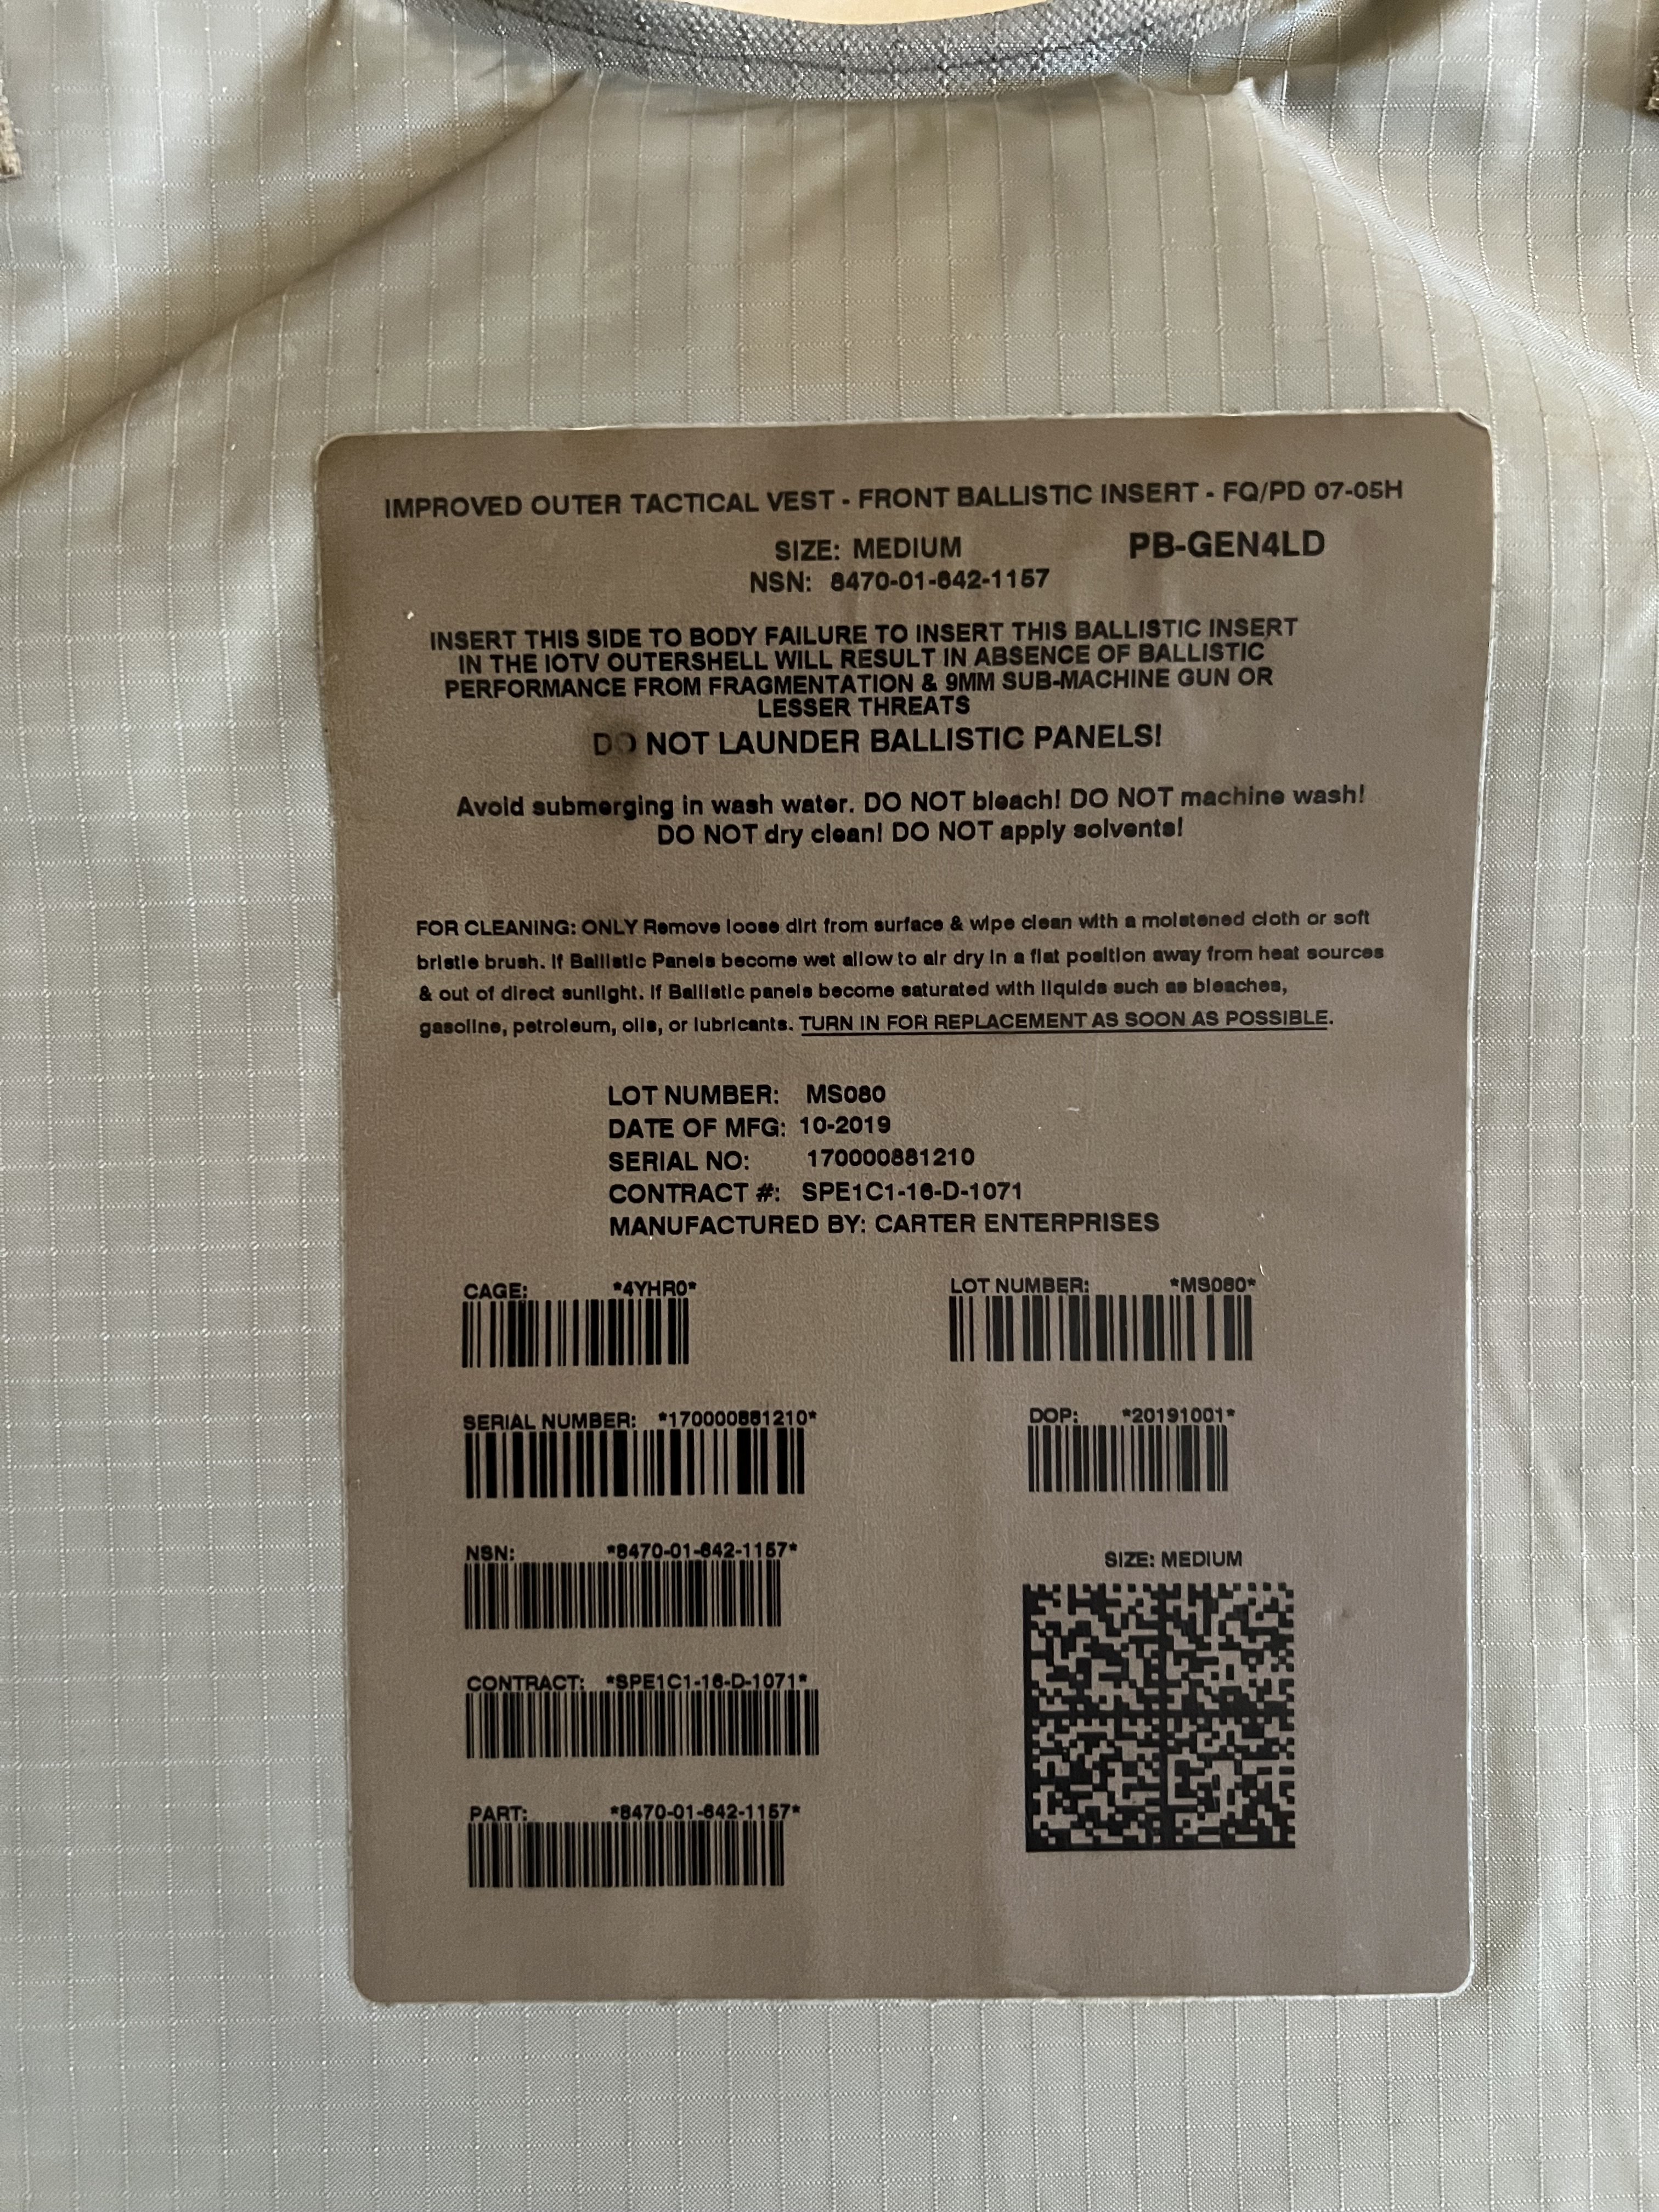 IMPROVED OUTER TACTICAL VEST - FRONT BALLISTIC INSERT - FQ/PD 07-05H
SIZE: MEDIUM PB-GEN4LD
NSN: 8470-01-642-1157
INSERT THIS SIDE TO BODY FAILURE TO INSERT THIS BALLISTIC INSERT
IN THE IOTV OUTERSHELL WILL RESULT IN ABSENCE OF BALLISTIC
PERFORMANCE FROM FRAGMENTATION & 9MM SUB-MACHINE GUN OR
LESSER THREATS
DO NOT LAUNDER BALLISTIC PANELS!
Avoid submerging in wash water. DO NOT bleach! DO NOT machine wash!
DO NOT dry clean! DO NOT apply solvents!
FOR CLEANING: ONLY Remove loose dirt from surface & wipe clean with a moistened cloth or soft
bristle brush. If Ballistic Panels become wet allow to air dry in a flat position away from heat sources
& out of direct sunlight. If Ballistic panels become saturated with liquids such as bleaches,
gasoline, petroleum, oils, or lubricants. TURN IN FOR REPLACEMENT AS SOON AS POSSIBLE.
LOT NUMBER: MS080
DATE OF MFG: 10-2019
SERIAL NO: 170000881210
CONTRACT #: SPE1C1-16-D-1071
MANUFACTURED BY: CARTER ENTERPRISES
CAGE: *4YHR0*
LOT NUMBER: *MS080*
SERIAL NUMBER: *170000881210*
DOP: *20191001*
NSN: *8470-01-642-1157*
SIZE: MEDIUM
CONTRACT: *SPE1C1-16-D-1071*
PART: *8470-01-642-1157*